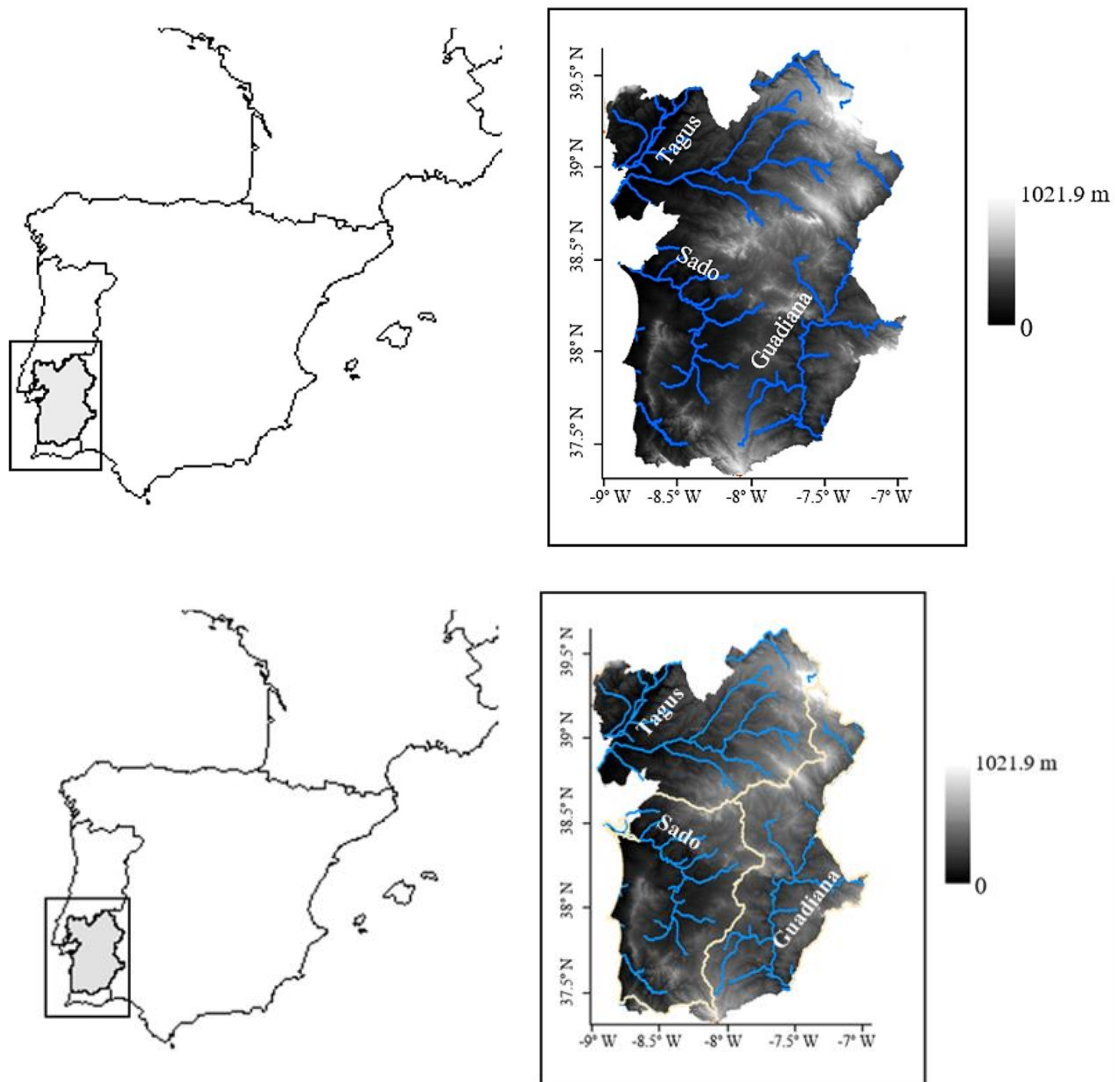 39.5° N
39° N
38.5° N
38° N
37.5° N
Tagus
Sado
Guadiana
-9° W
-8.5° W
-8° W
-7.5° W
-7° W
1021.9 m
0
39.5° N
39° N
38.5° N
38° N
37.5° N
Tagus
Sado
Guadiana
-9° W
-8.5° W
-8° W
-7.5° W
-7° W
1021.9 m
0